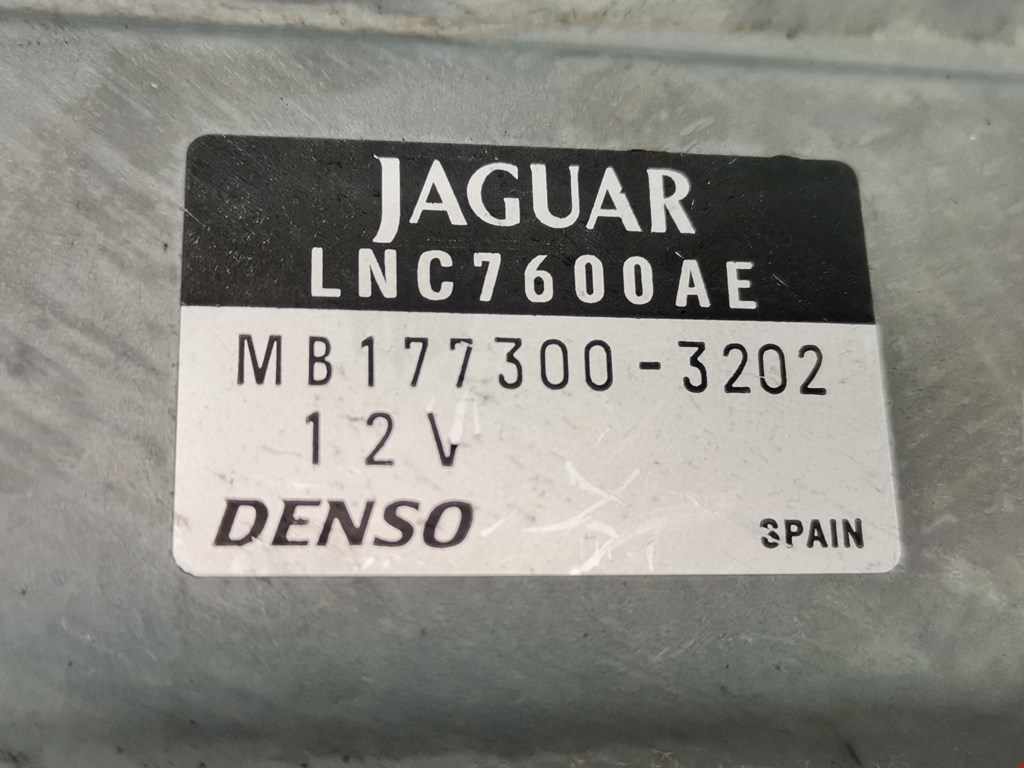 JAGUAR
LNC7600AE
MB177300-3202
12V
DENSO
SPAIN